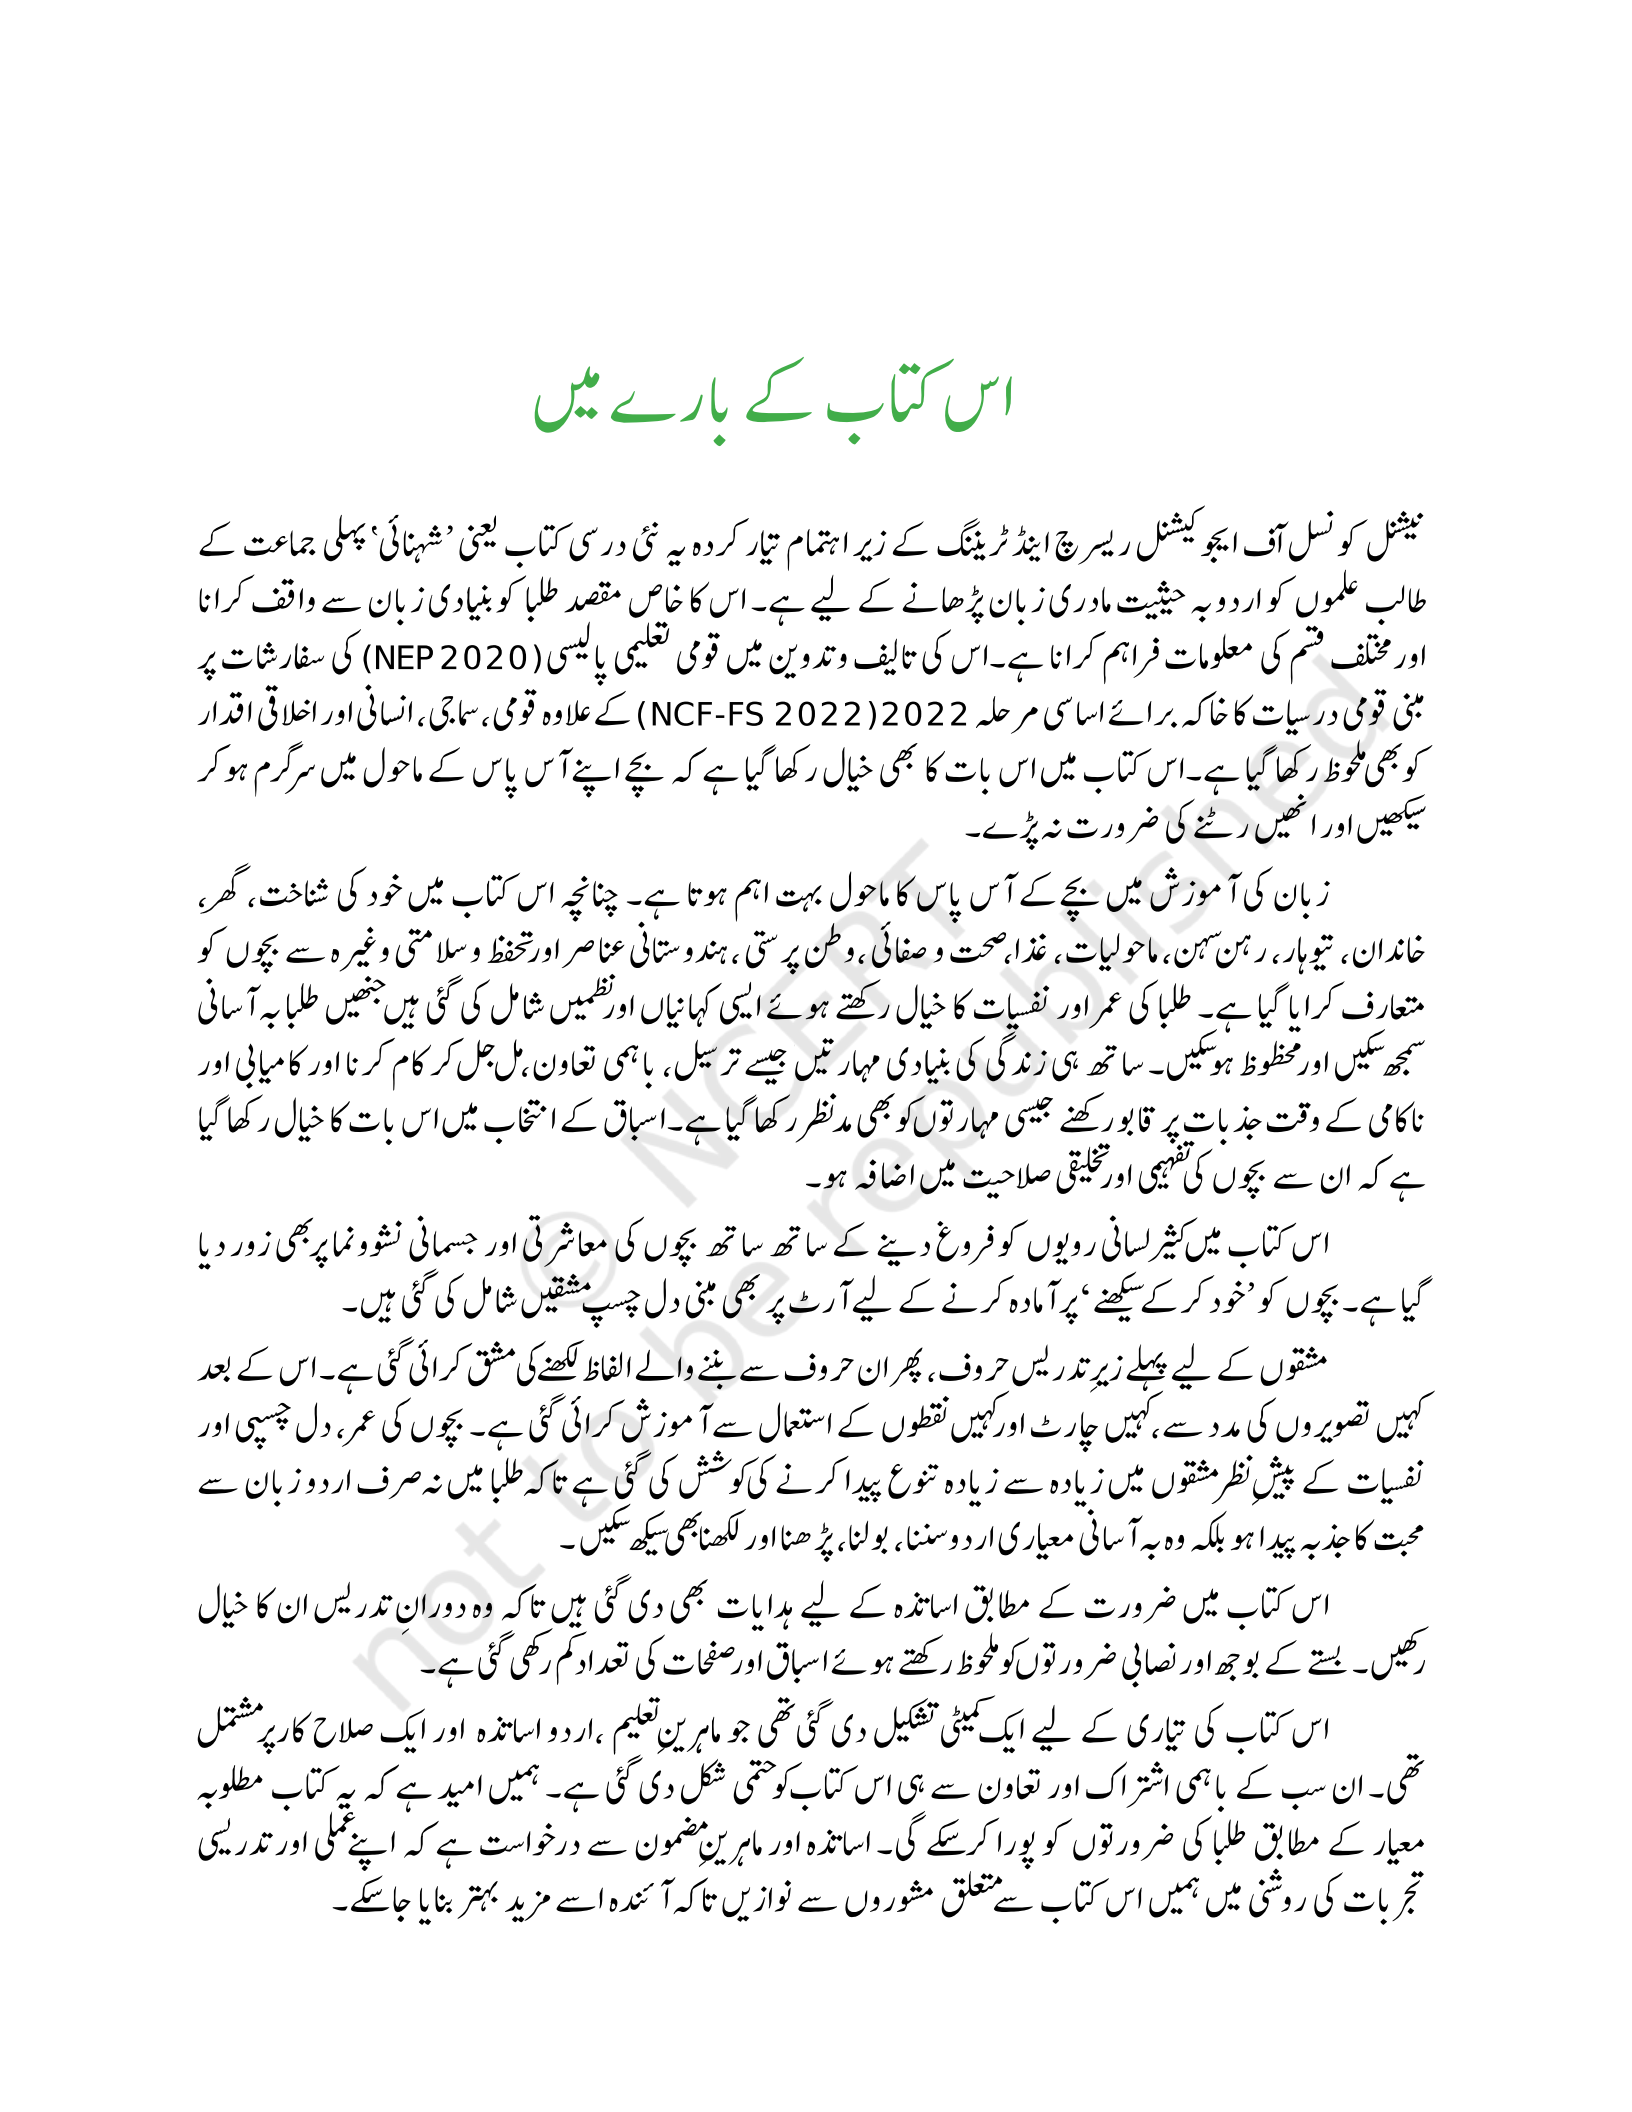 اس کتاب کے بارے میں
نیشنل کونسل آف ایجوکیشنل ریسرچ اینڈ ٹریننگ کے زیر اہتمام تیار کردہ یہ نئی درسی کتاب یعنی ’شہنائی‘ پہلی جماعت کے
طالب علموں کو اردو بہ حیثیت مادری زبان پڑھانے کے لیے ہے۔ اس کا خاص مقصد طلبا کو بنیادی زبان سے واقف کرانا
اور مختلف قسم کی معلومات فراہم کرانا ہے۔ اس کی تالیف و تدوین میں قومی تعلیمی پالیسی (NEP 2020) کی سفارشات پر
مبنی قومی درسیات کا خاکہ برائے اساسی مرحلہ 2022 (NCF-FS 2022) کے علاوہ قومی، سماجی، انسانی اور اخلاقی اقدار
کو بھی ملحوظ رکھا گیا ہے۔ اس کتاب میں اس بات کا بھی خیال رکھا گیا ہے کہ بچے اپنے آس پاس کے ماحول میں سرگرم ہو کر
سیکھیں اور انھیں رٹنے کی ضرورت نہ پڑے۔
زبان کی آموزش میں بچے کے آس پاس کا ماحول بہت اہم ہوتا ہے۔ چنانچہ اس کتاب میں خود کی شناخت، گھر،
خاندان، تیوہار، رہن سہن، ماحولیات، غذا، صحت و صفائی، وطن پرستی، ہندوستانی عناصر اور تحفظ و سلامتی وغیرہ سے بچوں کو
متعارف کرایا گیا ہے۔ طلبا کی عمر اور نفسیات کا خیال رکھتے ہوئے ایسی کہانیاں اور نظمیں شامل کی گئی ہیں جنھیں طلبا بہ آسانی
سمجھ سکیں اور محظوظ ہو سکیں۔ ساتھ ہی زندگی کی بنیادی مہارتیں جیسے ترسیل، باہمی تعاون، مل جل کر کام کرنا اور کامیابی اور
ناکامی کے وقت جذبات پر قابو رکھنے جیسی مہارتوں کو بھی مدنظر رکھا گیا ہے۔ اسباق کے انتخاب میں اس بات کا خیال رکھا گیا
ہے کہ ان سے بچوں کی تفہیمی اور تخلیقی صلاحیت میں اضافہ ہو۔
اس کتاب میں کثیر لسانی رویوں کو فروغ دینے کے ساتھ ساتھ بچوں کی معاشرتی اور جسمانی نشوونما پر بھی زور دیا
گیا ہے۔ بچوں کو ’خود کر کے سیکھنے‘ پر آمادہ کرنے کے لیے آرٹ پر بھی مبنی دل چسپ مشقیں شامل کی گئی ہیں۔
مشقوں کے لیے پہلے زیرِ تدریس حروف، پھر ان حروف سے بننے والے الفاظ لکھنے کی مشق کرائی گئی ہے۔ اس کے بعد
کہیں تصویروں کی مدد سے، کہیں چارٹ اور کہیں نقطوں کے استعمال سے آموزش کرائی گئی ہے۔ بچوں کی عمر، دل چسپی اور
نفسیات کے پیشِ نظر مشقوں میں زیادہ سے زیادہ تنوع پیدا کرنے کی کوشش کی گئی ہے تاکہ طلبا میں نہ صرف اردو زبان سے
محبت کا جذبہ پیدا ہو بلکہ وہ بہ آسانی معیاری اردو سننا، بولنا، پڑھنا اور لکھنا بھی سیکھ سکیں۔
اس کتاب میں ضرورت کے مطابق اساتذہ کے لیے ہدایات بھی دی گئی ہیں تاکہ وہ دورانِ تدریس ان کا خیال
رکھیں۔ بستے کے بوجھ اور نصابی ضرورتوں کو ملحوظ رکھتے ہوئے اسباق اور صفحات کی تعداد کم رکھی گئی ہے۔
اس کتاب کی تیاری کے لیے ایک کمیٹی تشکیل دی گئی تھی جو ماہرینِ تعلیم، اردو اساتذہ اور ایک صلاح کار پر مشتمل
تھی۔ ان سب کے باہمی اشتراک اور تعاون سے ہی اس کتاب کو حتمی شکل دی گئی ہے۔ ہمیں امید ہے کہ یہ کتاب مطلوبہ
معیار کے مطابق طلبا کی ضرورتوں کو پورا کر سکے گی۔ اساتذہ اور ماہرینِ مضمون سے درخواست ہے کہ اپنے عملی اور تدریسی
تجربات کی روشنی میں ہمیں اس کتاب سے متعلق مشوروں سے نوازیں تاکہ آئندہ اسے مزید بہتر بنایا جا سکے۔
© NCERT
not to be republished